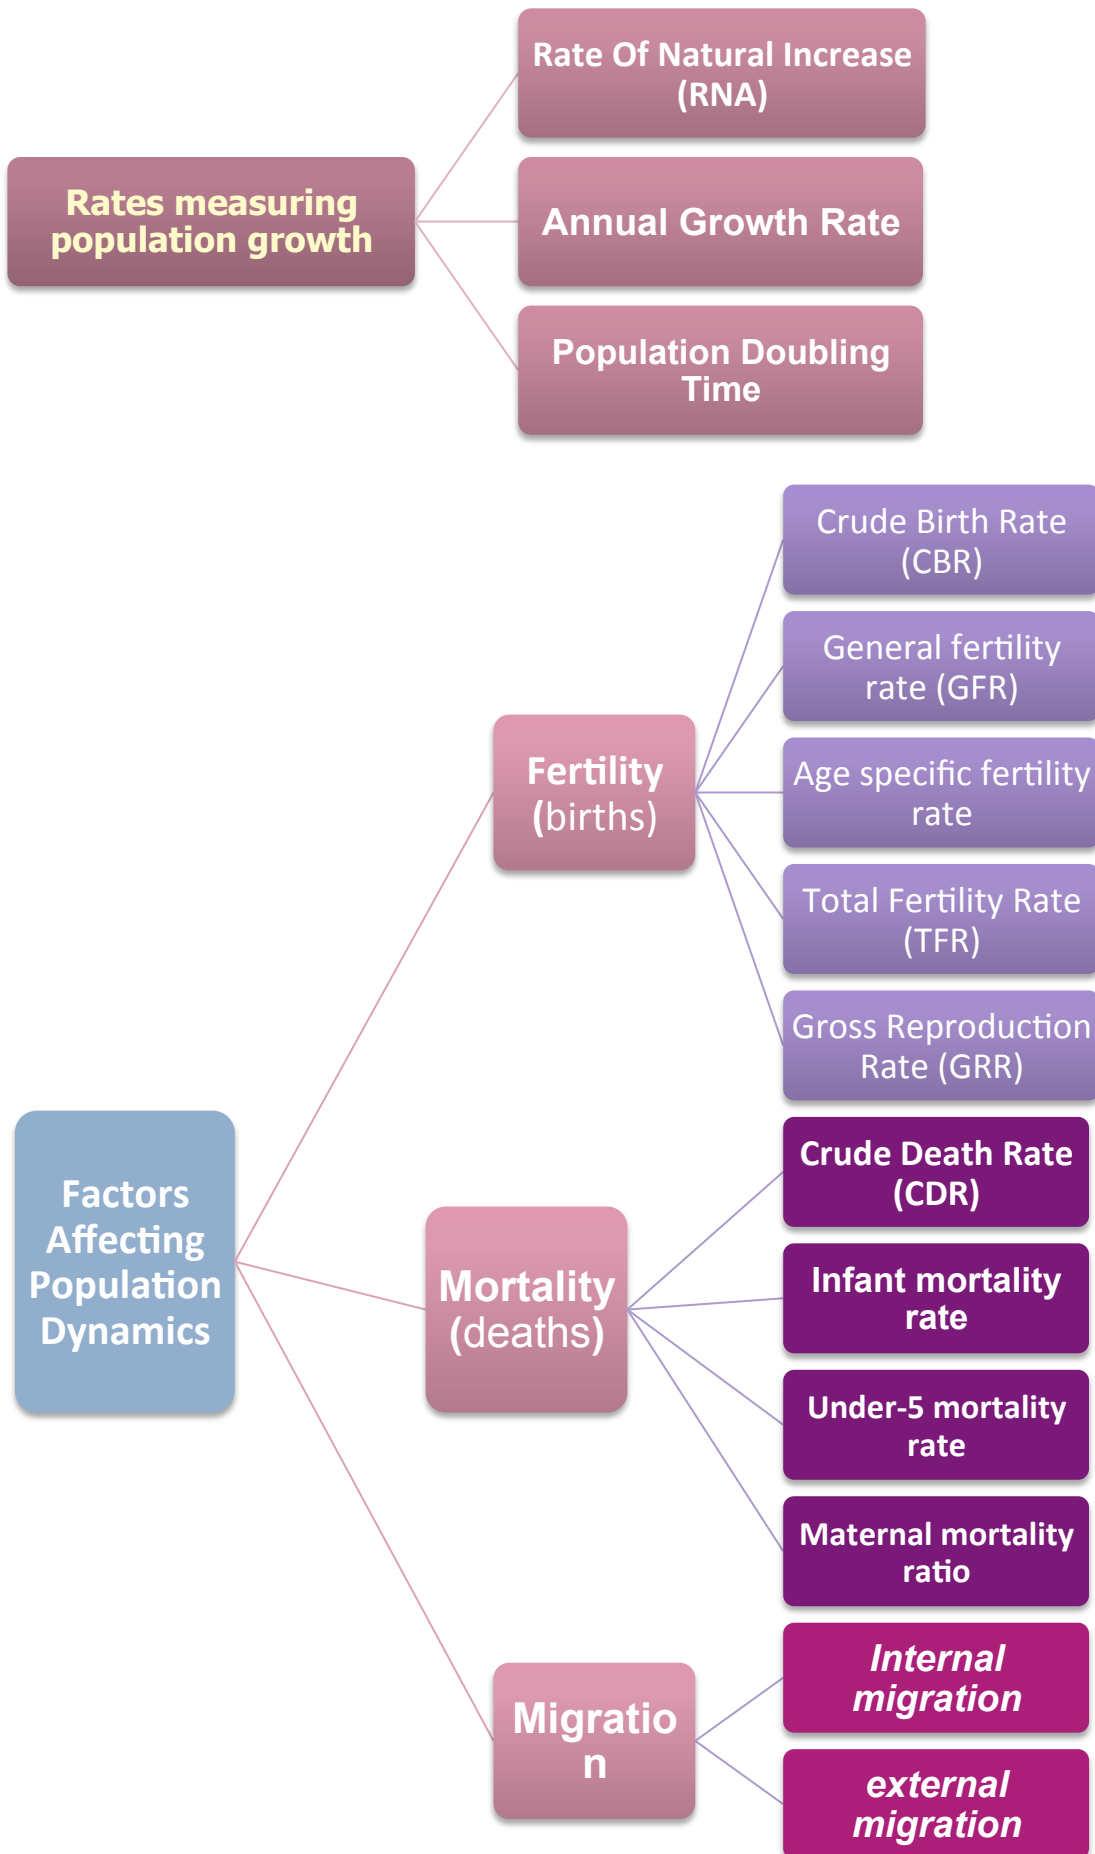 Rate Of Natural Increase
(RNA)
Rates measuring
population growth
Annual Growth Rate
Population Doubling
Time
Crude Birth Rate
(CBR)
General fertility
rate (GFR)
Fertility
(births)
Age specific fertility
rate
Total Fertility Rate
(TFR)
Gross Reproduction
Rate (GRR)
Factors
Affecting
Population
Dynamics
Crude Death Rate
(CDR)
Mortality
(deaths)
Infant mortality
rate
Under-5 mortality
rate
Maternal mortality
ratio
Migratio
n
Internal
migration
external
migration